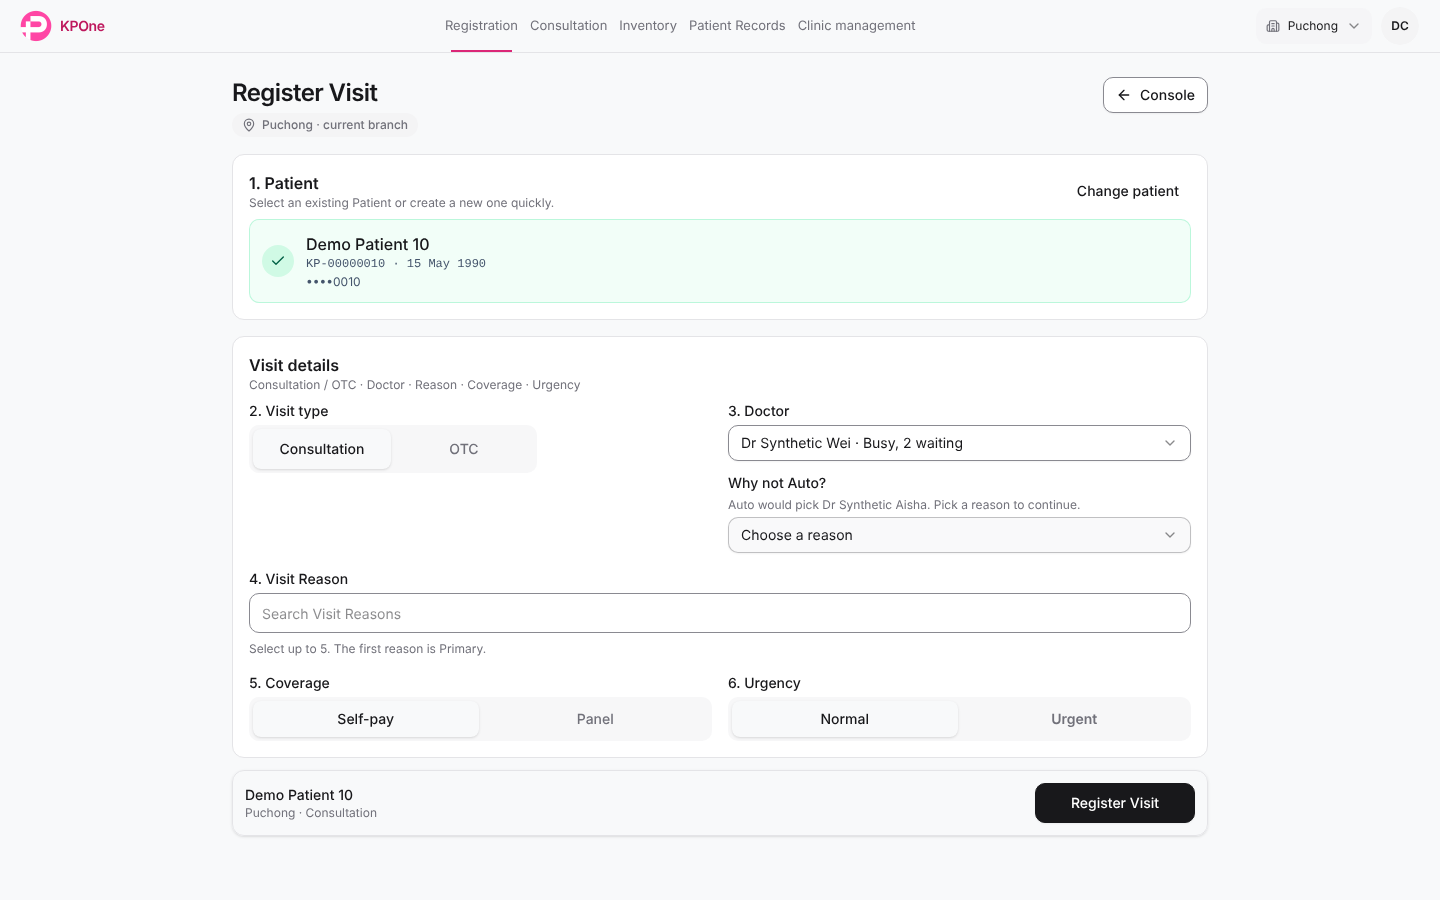 KPOne
Registration Consultation Inventory Patient Records Clinic management
Puchong
DC
Register Visit
Puchong · current branch
Console
1. Patient
Select an existing Patient or create a new one quickly.
Change patient
Demo Patient 10
KP-00000010 · 15 May 1990
••••0010
Visit details
Consultation / OTC · Doctor · Reason · Coverage · Urgency
2. Visit type
Consultation OTC
3. Doctor
Dr Synthetic Wei · Busy, 2 waiting
Why not Auto?
Auto would pick Dr Synthetic Aisha. Pick a reason to continue.
Choose a reason
4. Visit Reason
Search Visit Reasons
Select up to 5. The first reason is Primary.
5. Coverage
Self-pay Panel
6. Urgency
Normal Urgent
Demo Patient 10
Puchong · Consultation
Register Visit